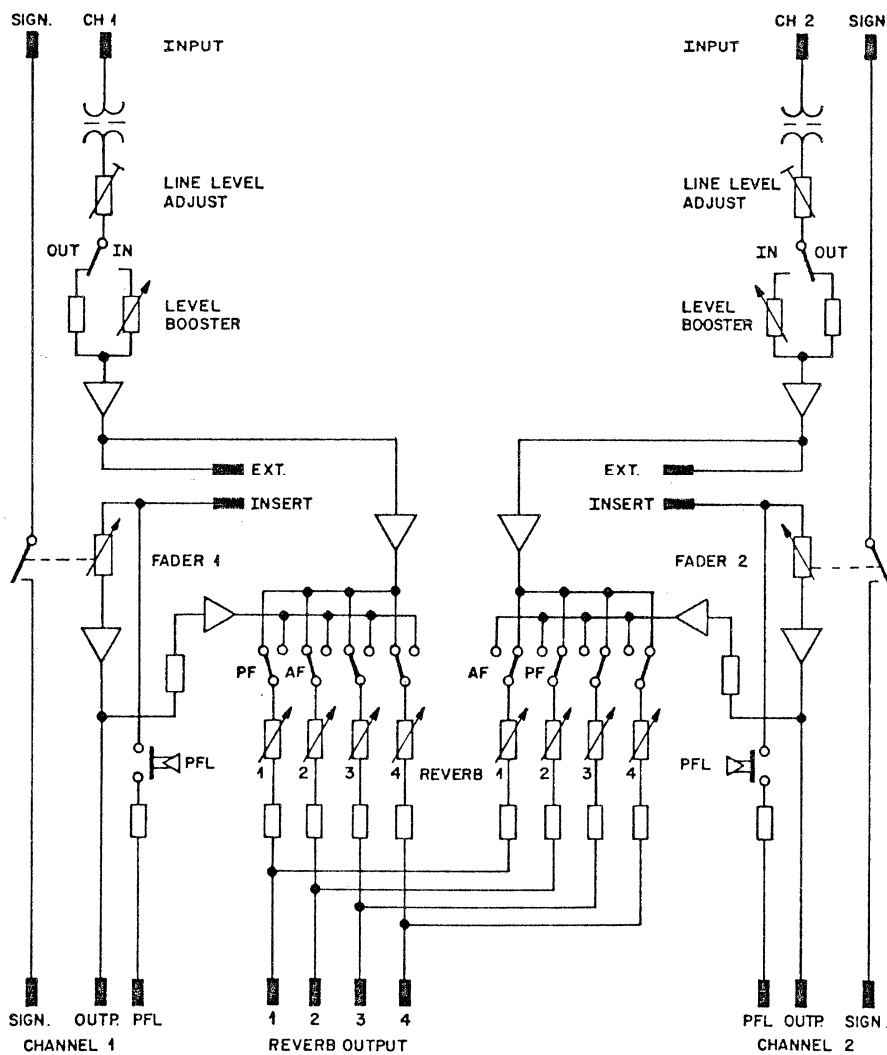 SIGN. CH 1 CH 2 SIGN.
INPUT INPUT
LINE LEVEL LINE LEVEL
ADJUST ADJUST
OUT IN IN OUT
LEVEL LEVEL
BOOSTER BOOSTER
EXT. EXT.
INSERT INSERT
FADER 1 FADER 2
PF AF AF PF
PFL 1 2 3 4 REVERB 1 2 3 4 PFL
1 2 3 4
SIGN. OUTP. PFL PFL OUTP. SIGN.
CHANNEL 1 REVERB OUTPUT CHANNEL 2